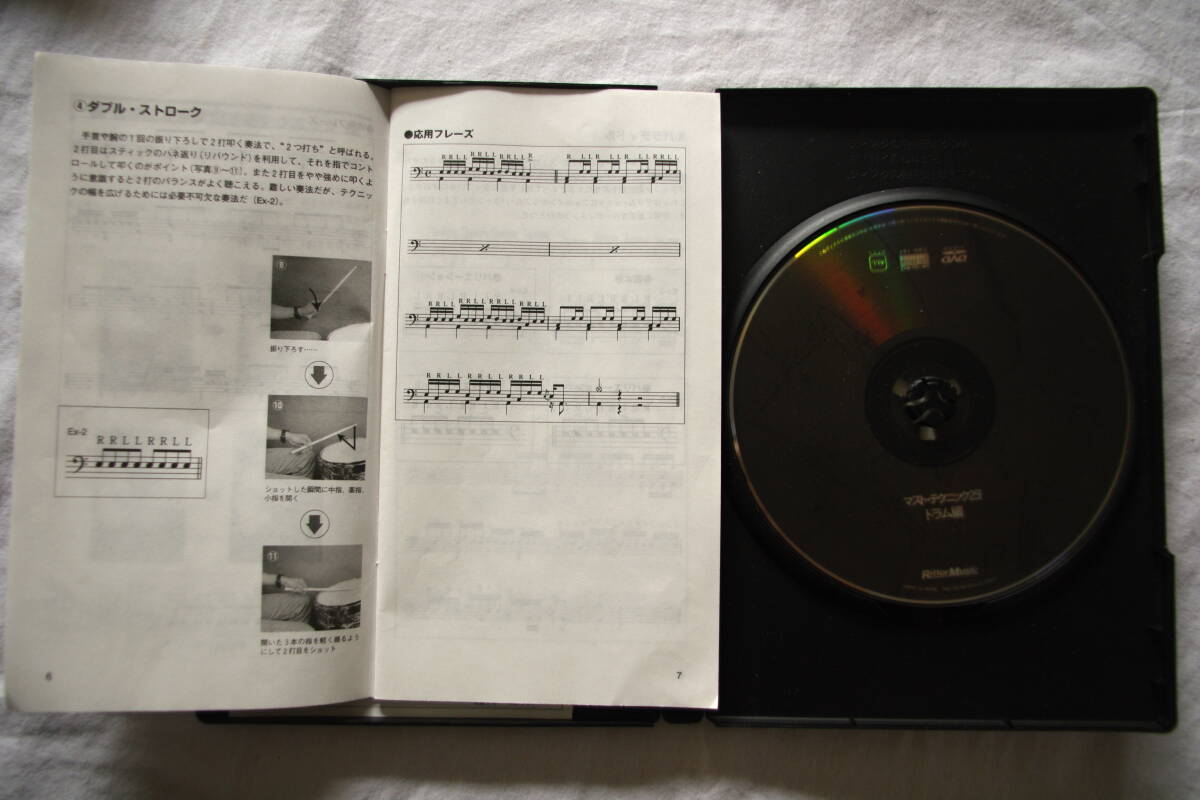 ④ダブル・ストローク
手首や腕の1回の振り下ろしで2打叩く奏法で、“2つ打ち”と呼ばれる。
2打目はスティックのハネ返り(リバウンド)を利用して、それを指でコント
ロールして叩くのがポイント(写真⑨〜⑪)。また2打目をやや強めに叩くよ
うに意識すると2打のバランスがよく聴こえる。難しい奏法だが、テクニッ
クの幅を広げるためには必要不可欠な奏法だ(Ex-2)。
⑨
振り下ろす……
⑩
ショットした瞬間に中指、薬指、
小指を開く
⑪
開いた3本の指を軽く握るよう
にして2打目をショット
Ex-2
R R L L R R L L
6
●応用フレーズ
R R L L R R L L R R L L R
R L L R L L R L L R R L L
R R L L R R L L R R L L R R L L
R R L L R R L L R R L L
7
DVD
マスト・テクニック25
ドラム編
Rittor Music